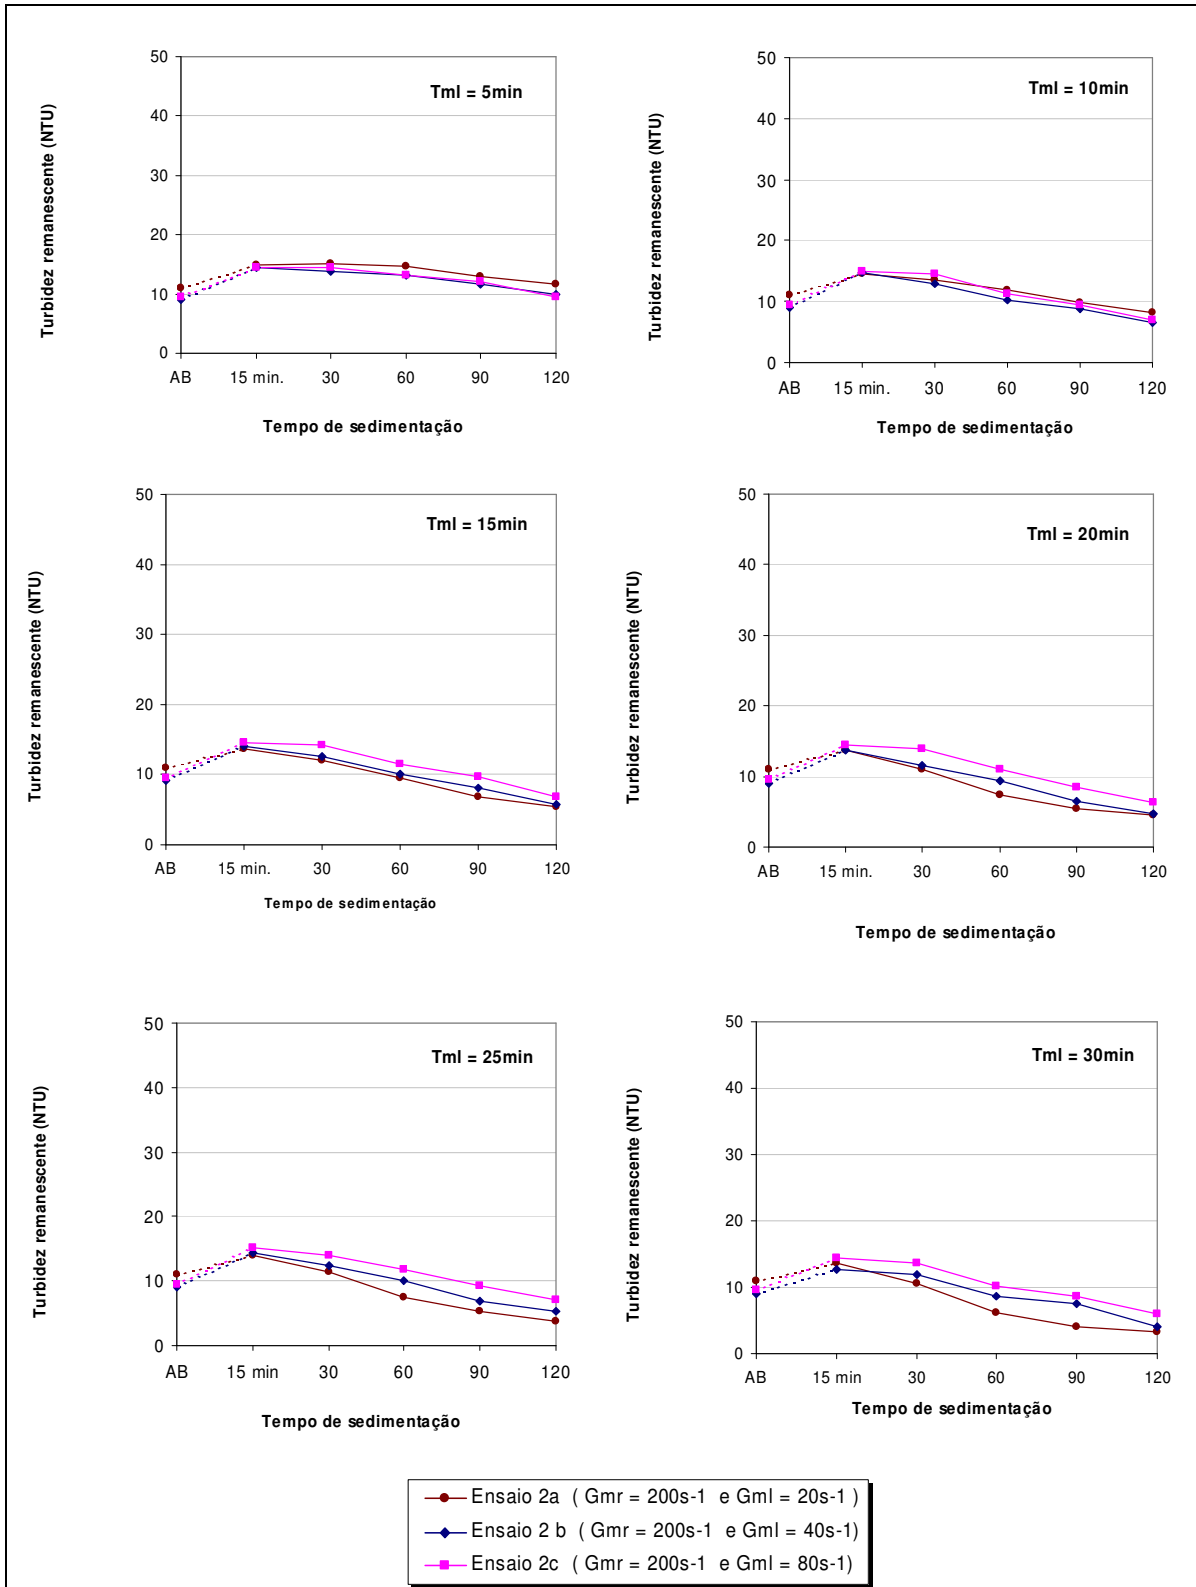 Tml = 5min
Turbidez remanescente (NTU)
50
40
30
20
10
0
AB 15 min. 30 60 90 120
Tempo de sedimentação
Tml = 10min
Turbidez remanescente (NTU)
50
40
30
20
10
0
AB 15 min. 30 60 90 120
Tempo de sedimentação
Tml = 15min
Turbidez remanescente (NTU)
50
40
30
20
10
0
AB 15 min. 30 60 90 120
Tempo de sedimentação
Tml = 20min
Turbidez remanescente (NTU)
50
40
30
20
10
0
AB 15 min. 30 60 90 120
Tempo de sedimentação
Tml = 25min
Turbidez remanescente (NTU)
50
40
30
20
10
0
AB 15 min 30 60 90 120
Tempo de sedimentação
Tml = 30min
Turbidez remanescente (NTU)
50
40
30
20
10
0
AB 15 min 30 60 90 120
Tempo de sedimentação
Ensaio 2a ( Gmr = 200s-1 e Gml = 20s-1 )
Ensaio 2 b ( Gmr = 200s-1 e Gml = 40s-1)
Ensaio 2c ( Gmr = 200s-1 e Gml = 80s-1)